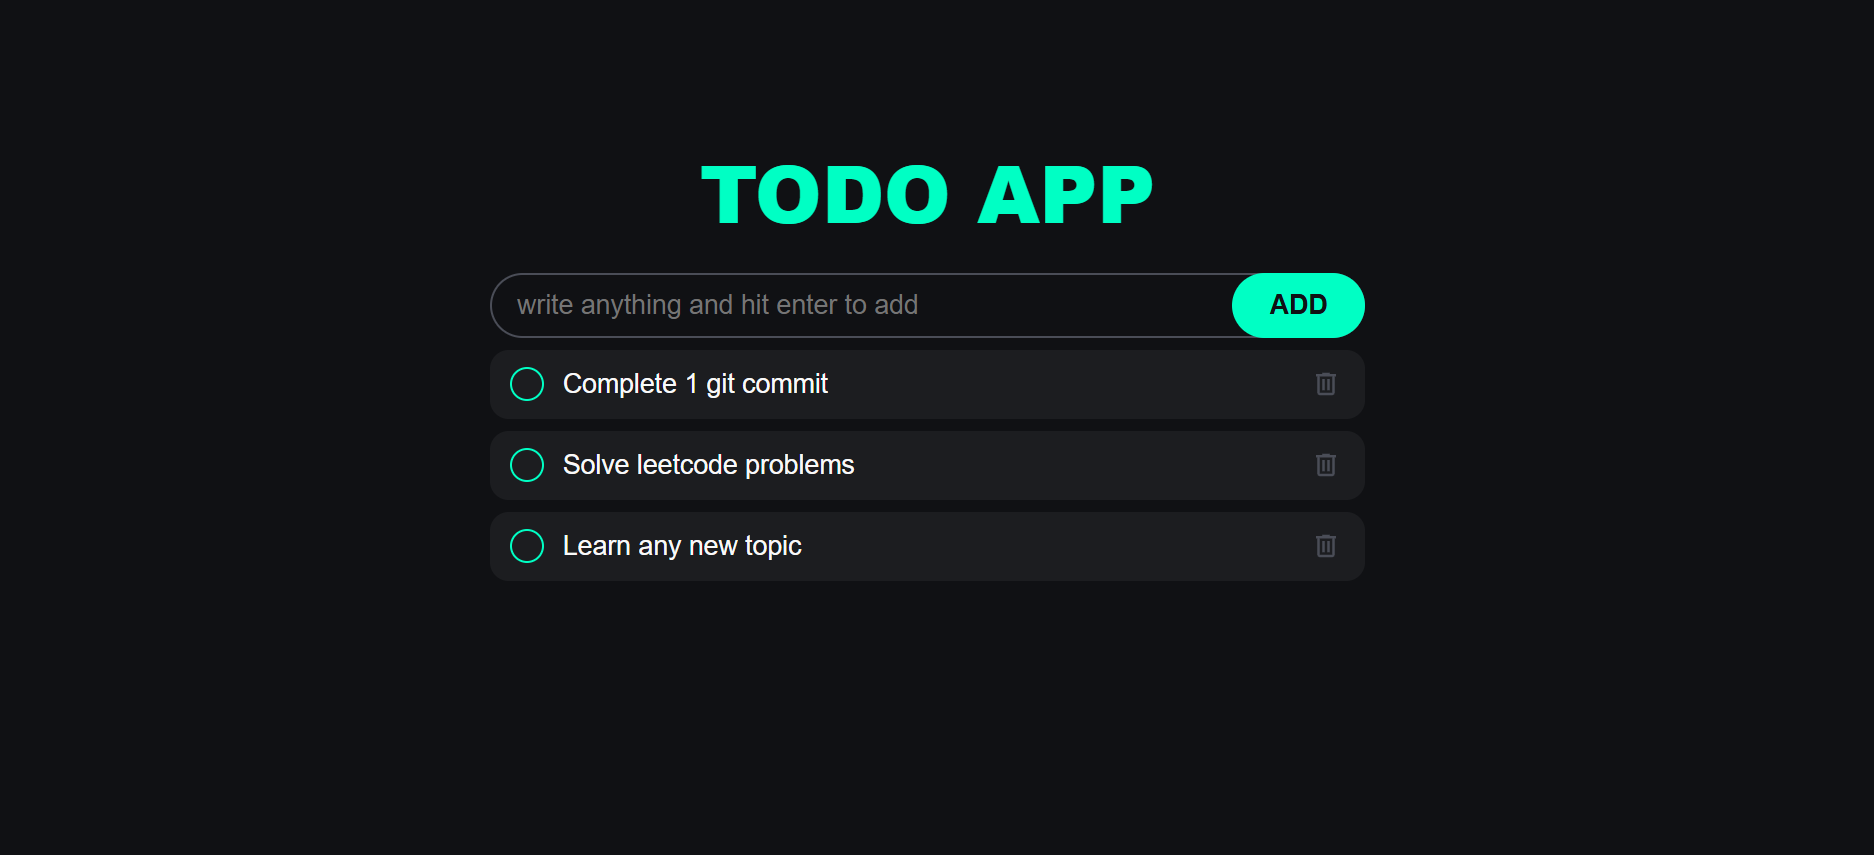 TODO APP
write anything and hit enter to add
ADD
Complete 1 git commit
Solve leetcode problems
Learn any new topic